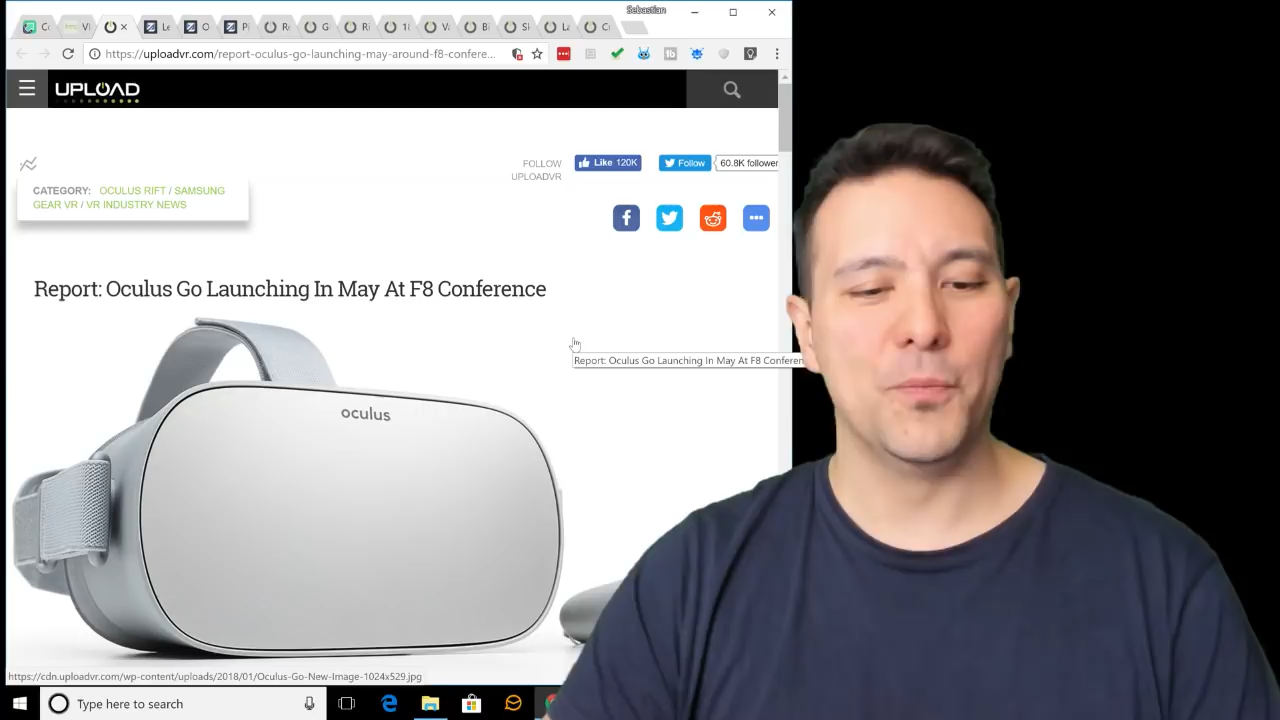 Sebastian
https://uploadvr.com/report-oculus-go-launching-may-around-f8-confere...
UPLOAD
FOLLOW
UPLOADVR
Like 120K
Follow
60.8K follower
CATEGORY: OCULUS RIFT / SAMSUNG
GEAR VR / VR INDUSTRY NEWS
Report: Oculus Go Launching In May At F8 Conference
Report: Oculus Go Launching In May At F8 Conferen
oculus
https://cdn.uploadvr.com/wp-content/uploads/2018/01/Oculus-Go-New-Image-1024x529.jpg
Type here to search